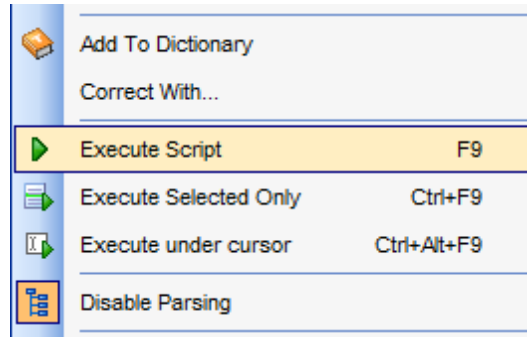 Add To Dictionary
Correct With...
Execute Script F9
Execute Selected Only Ctrl+F9
Execute under cursor Ctrl+Alt+F9
Disable Parsing